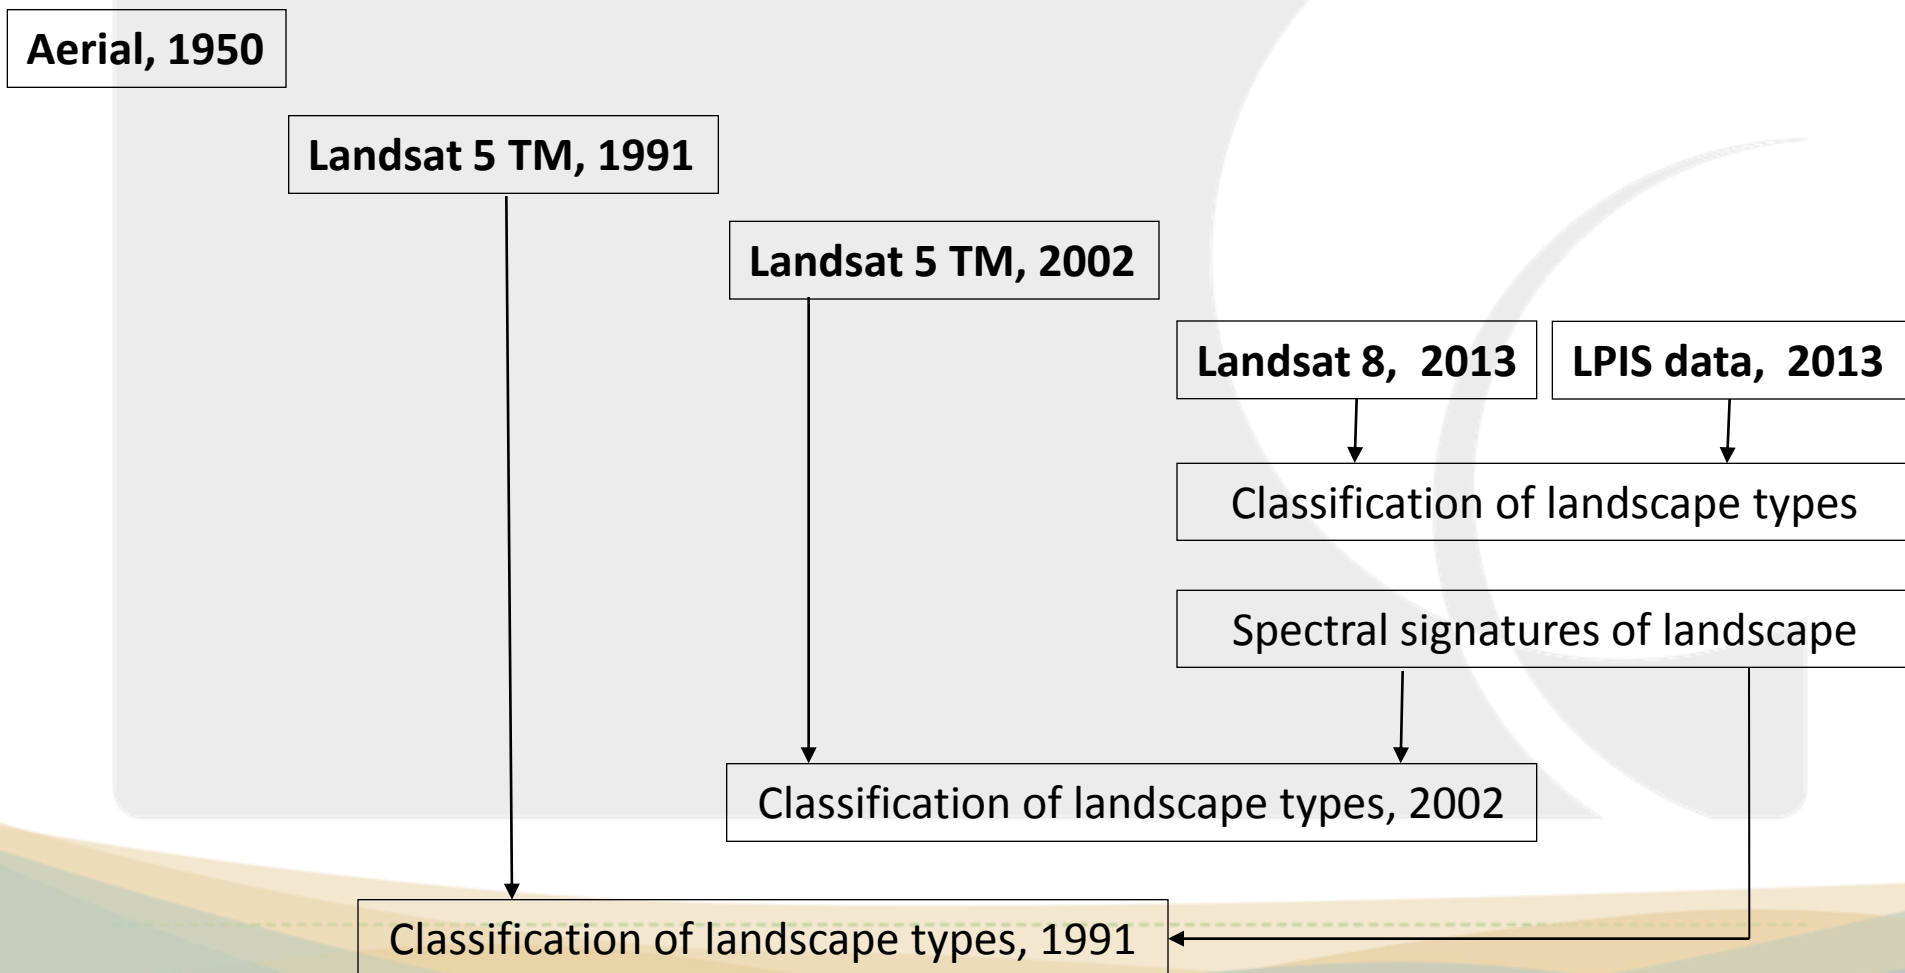 Aerial, 1950
Landsat 5 TM, 1991
Landsat 5 TM, 2002
Landsat 8,  2013
LPIS data,  2013
Classification of landscape types
Spectral signatures of landscape
Classification of landscape types, 2002
Classification of landscape types, 1991